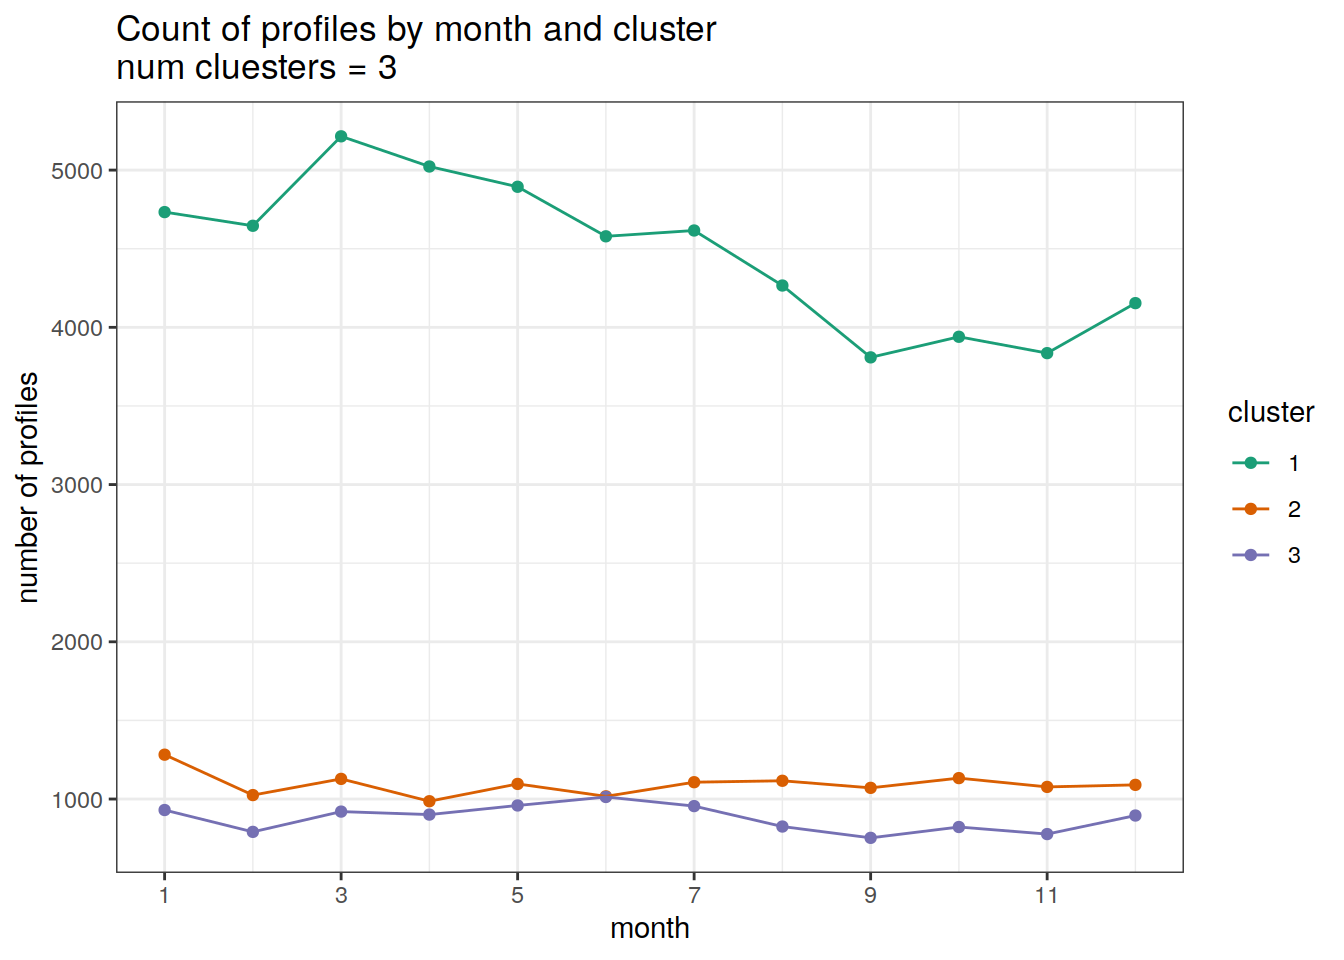 Count of profiles by month and cluster
num cluesters = 3
5000
4000
3000
2000
1000
number of profiles
1 3 5 7 9 11
month
cluster
1
2
3